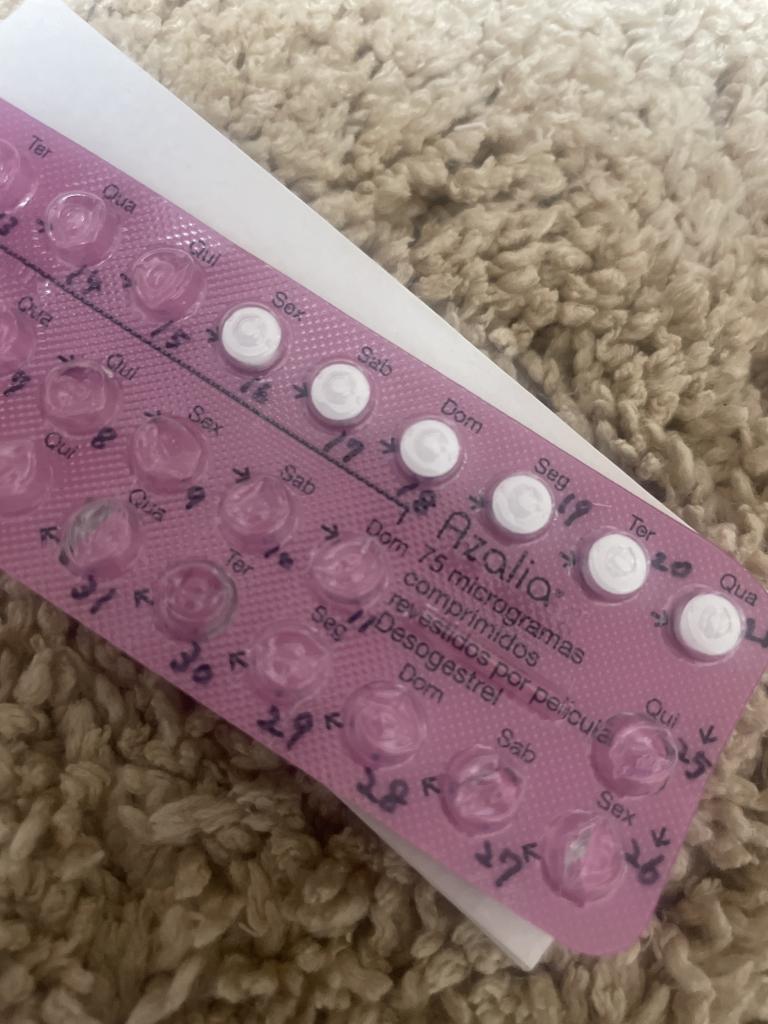 Ter
Qua
Qui
Sex
Sab
Dom
Seg
Ter
Qua
13
14
15
16
17
18
19
20
Qua
Qui
Sex
Sab
Dom
8
9
10
11
Azalia
75 microgramas
comprimidos
revestidos por película
Desogestrel
Qui
Qua
Ter
Seg
Dom
Sab
Sex
Qui
31
30
29
28
27
26
25